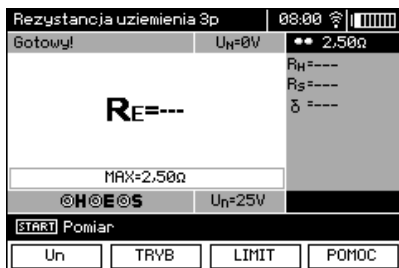 Rezystancja uziemienia 3p 08:00
Gotowy! UN=0V 2,50Ω
RH=---
RS=---
δ =---
RE=---
MAX=2,50Ω
H E S Un=25V
START Pomiar
Un TRYB LIMIT POMOC